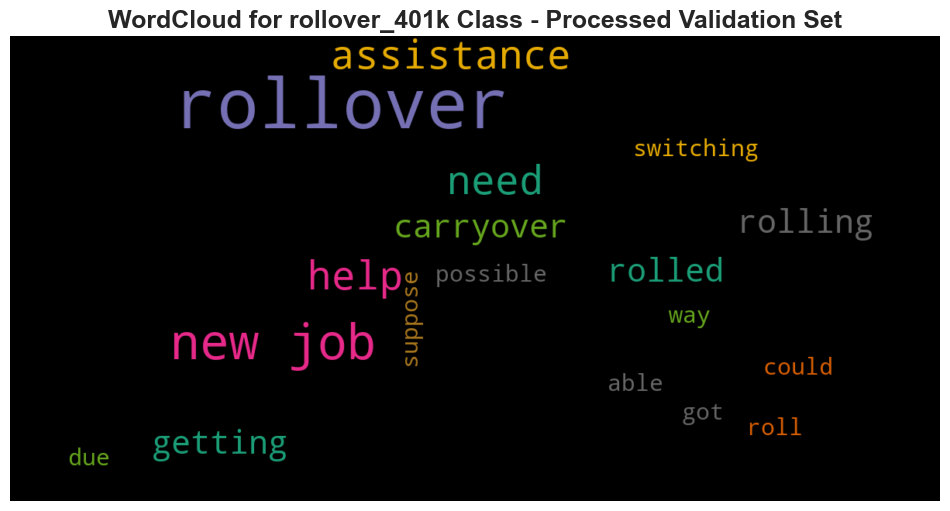 WordCloud for rollover_401k Class - Processed Validation Set
assistance
rollover
switching
need
carryover
rolling
help
possible
rolled
suppose
way
new job
could
able
got
roll
getting
due